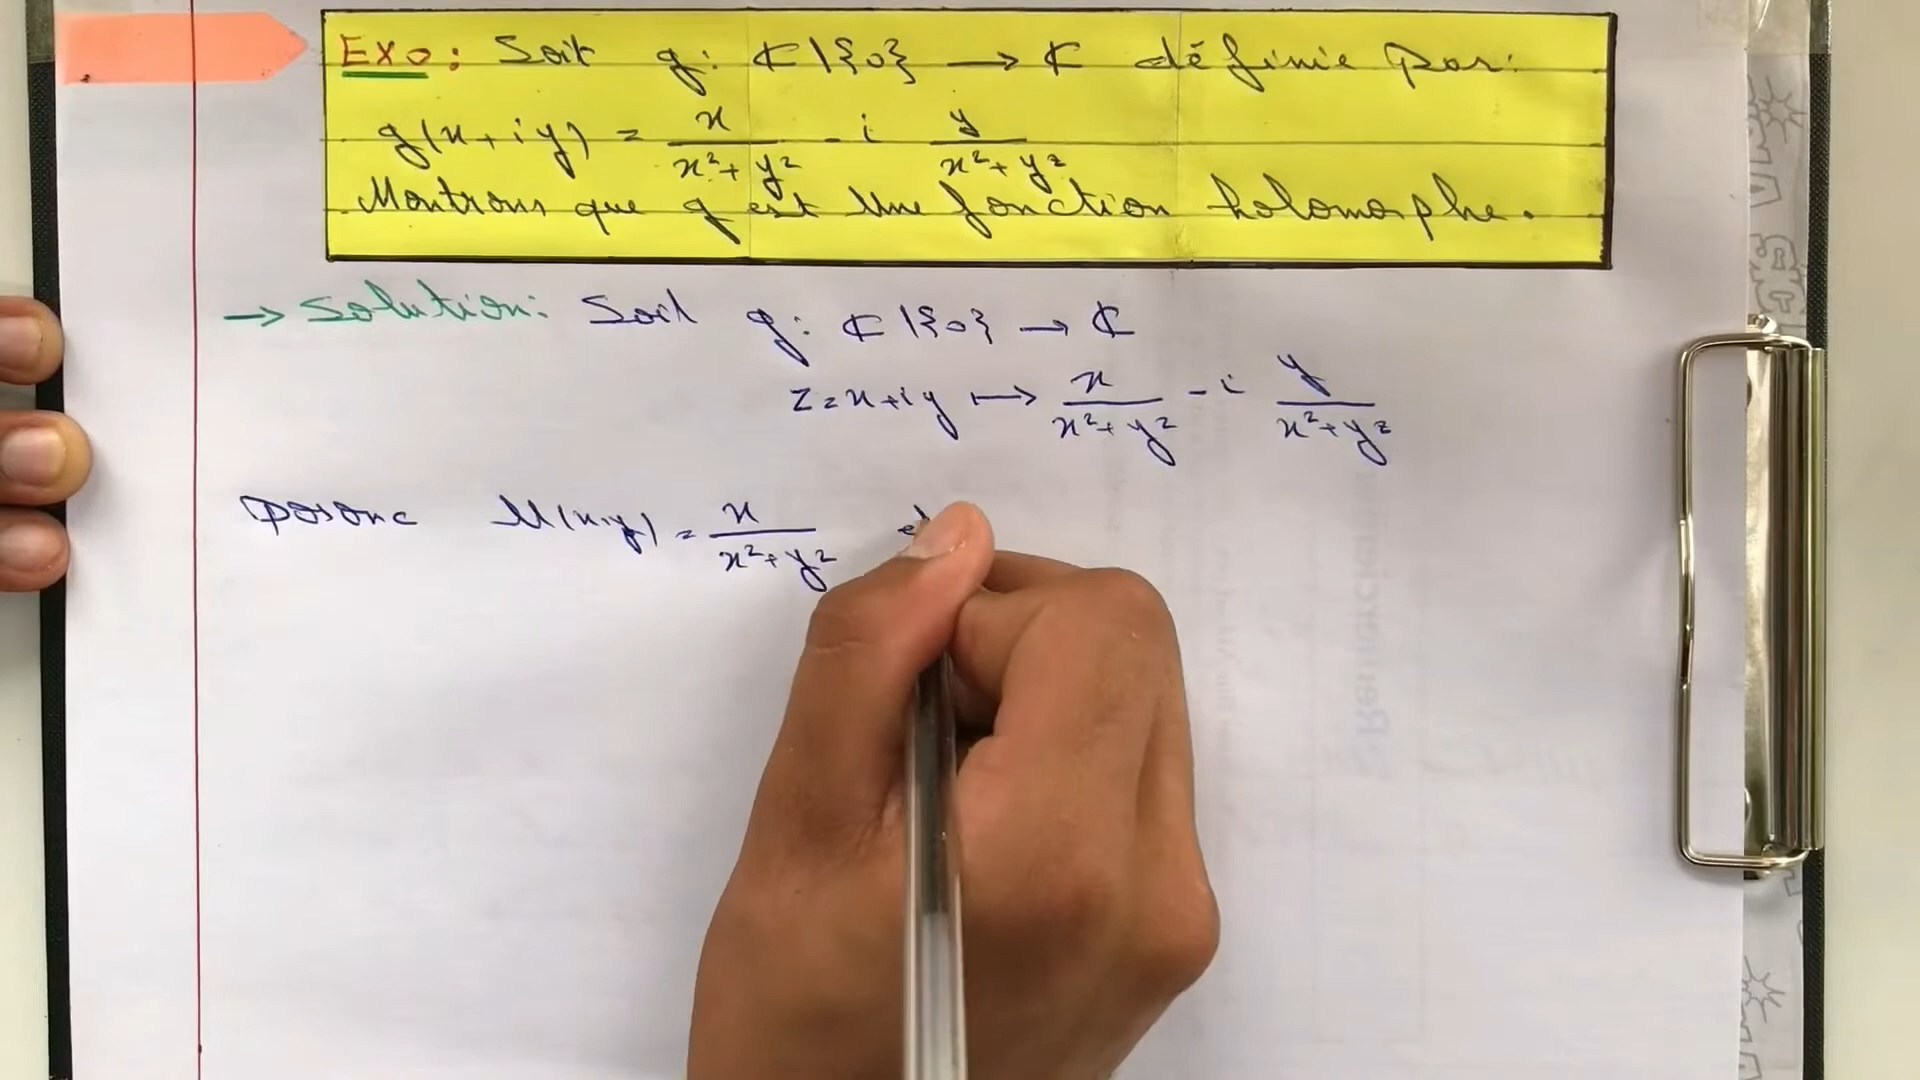 Exo: Soit g: ℂ\{0} → ℂ définie par:
g(x+iy) = x/(x²+y²) - i y/(x²+y²)
Montrons que g est une fonction holomorphe.
→ Solution: Soit g: ℂ\{0} → ℂ
z=x+iy ↦ x/(x²+y²) - i y/(x²+y²)
Posons U(x,y) = x/(x²+y²) et